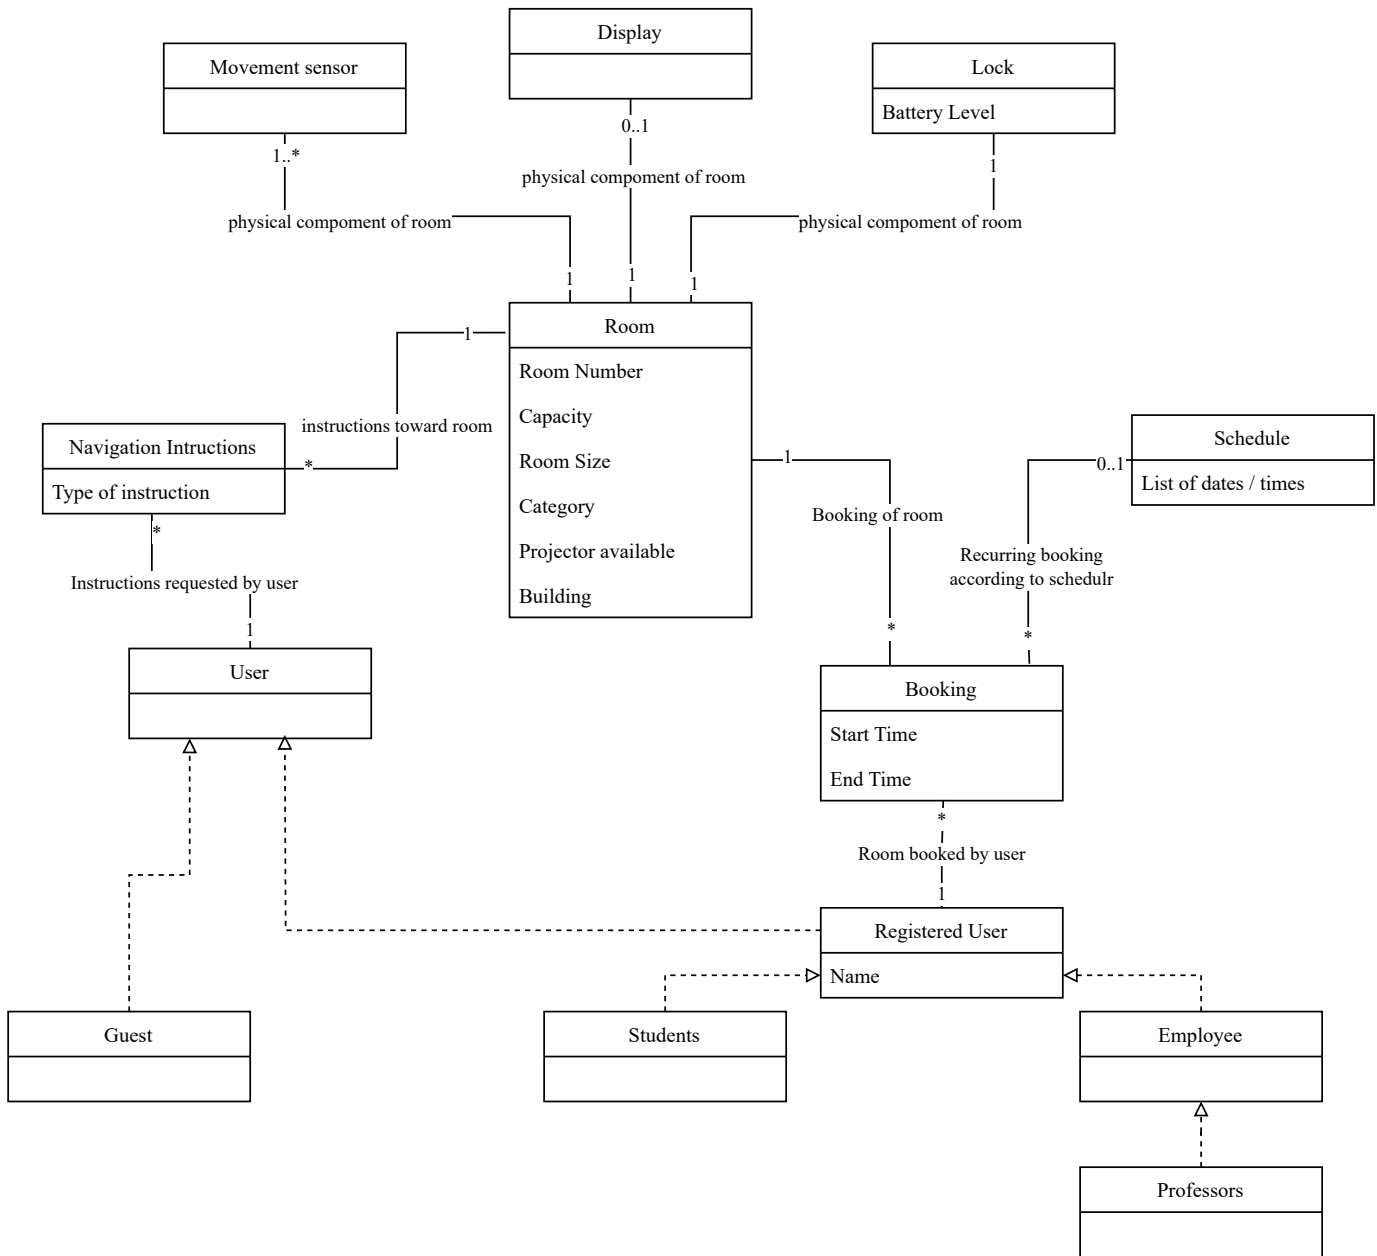 Display
Movement sensor
Lock
Battery Level
0..1
1..*
1
physical compoment of room
physical compoment of room
physical compoment of room
1
1
1
Room
1
Room Number
Capacity
instructions toward room
Navigation Intructions
Schedule
*
Room Size
1
0..1
List of dates / times
Type of instruction
Category
Booking of room
*
Projector available
Recurring booking
according to schedulr
Instructions requested by user
Building
1
*
*
User
Booking
Start Time
End Time
*
Room booked by user
1
Registered User
Name
Guest
Students
Employee
Professors